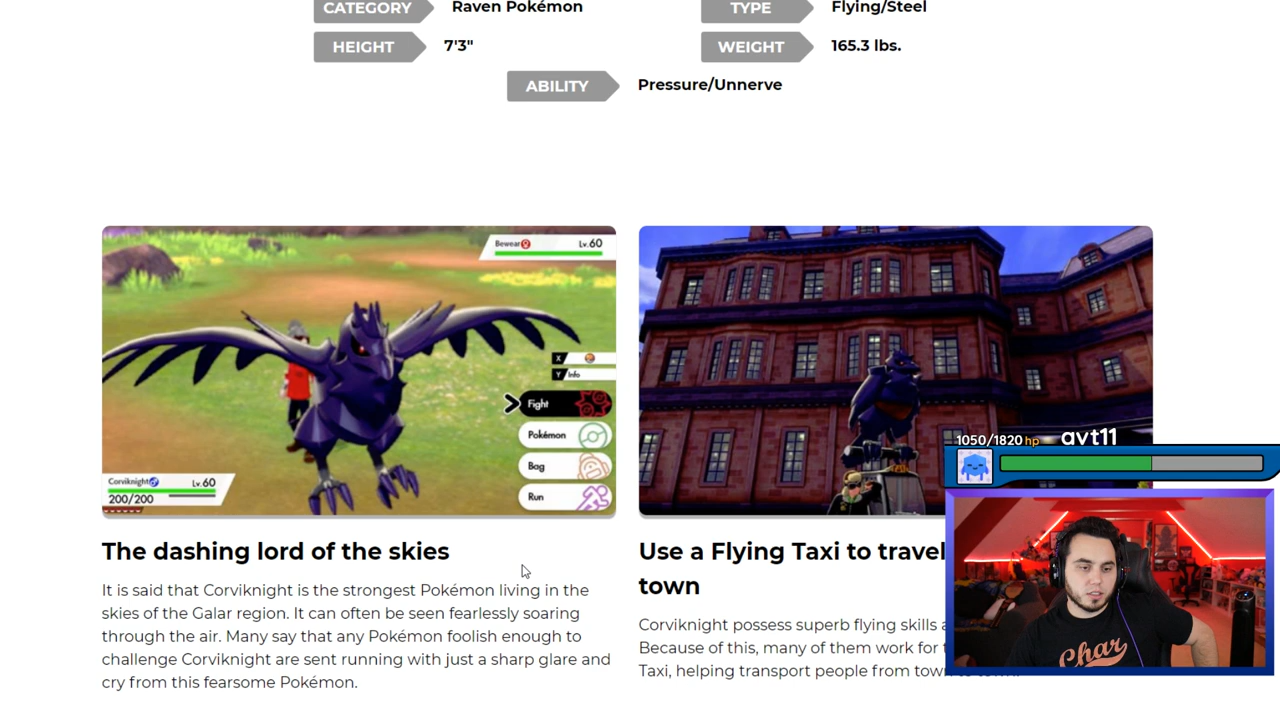 CATEGORY Raven Pokémon
TYPE Flying/Steel
HEIGHT 7'3"
WEIGHT 165.3 lbs.
ABILITY Pressure/Unnerve
Bewear Lv.60
X
Y Info
Fight
Pokémon
Bag
Run
Corviknight Lv.60
200/200
1050/1820 hp avt11
The dashing lord of the skies
It is said that Corviknight is the strongest Pokémon living in the
skies of the Galar region. It can often be seen fearlessly soaring
through the air. Many say that any Pokémon foolish enough to
challenge Corviknight are sent running with just a sharp glare and
cry from this fearsome Pokémon.
Use a Flying Taxi to travel
town
Corviknight possess superb flying skills
Because of this, many of them work for
Taxi, helping transport people from town to town.
Char